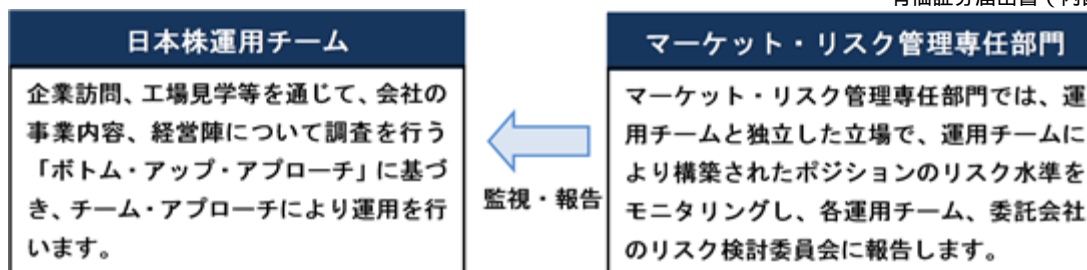 有価証券届出書（内国
日本株運用チーム
企業訪問、工場見学等を通じて、会社の
事業内容、経営陣について調査を行う
「ボトム・アップ・アプローチ」に基づ
き、チーム・アプローチにより運用を行
います。
監視・報告
マーケット・リスク管理専任部門
マーケット・リスク管理専任部門では、運
用チームと独立した立場で、運用チームに
より構築されたポジションのリスク水準を
モニタリングし、各運用チーム、委託会社
のリスク検討委員会に報告します。